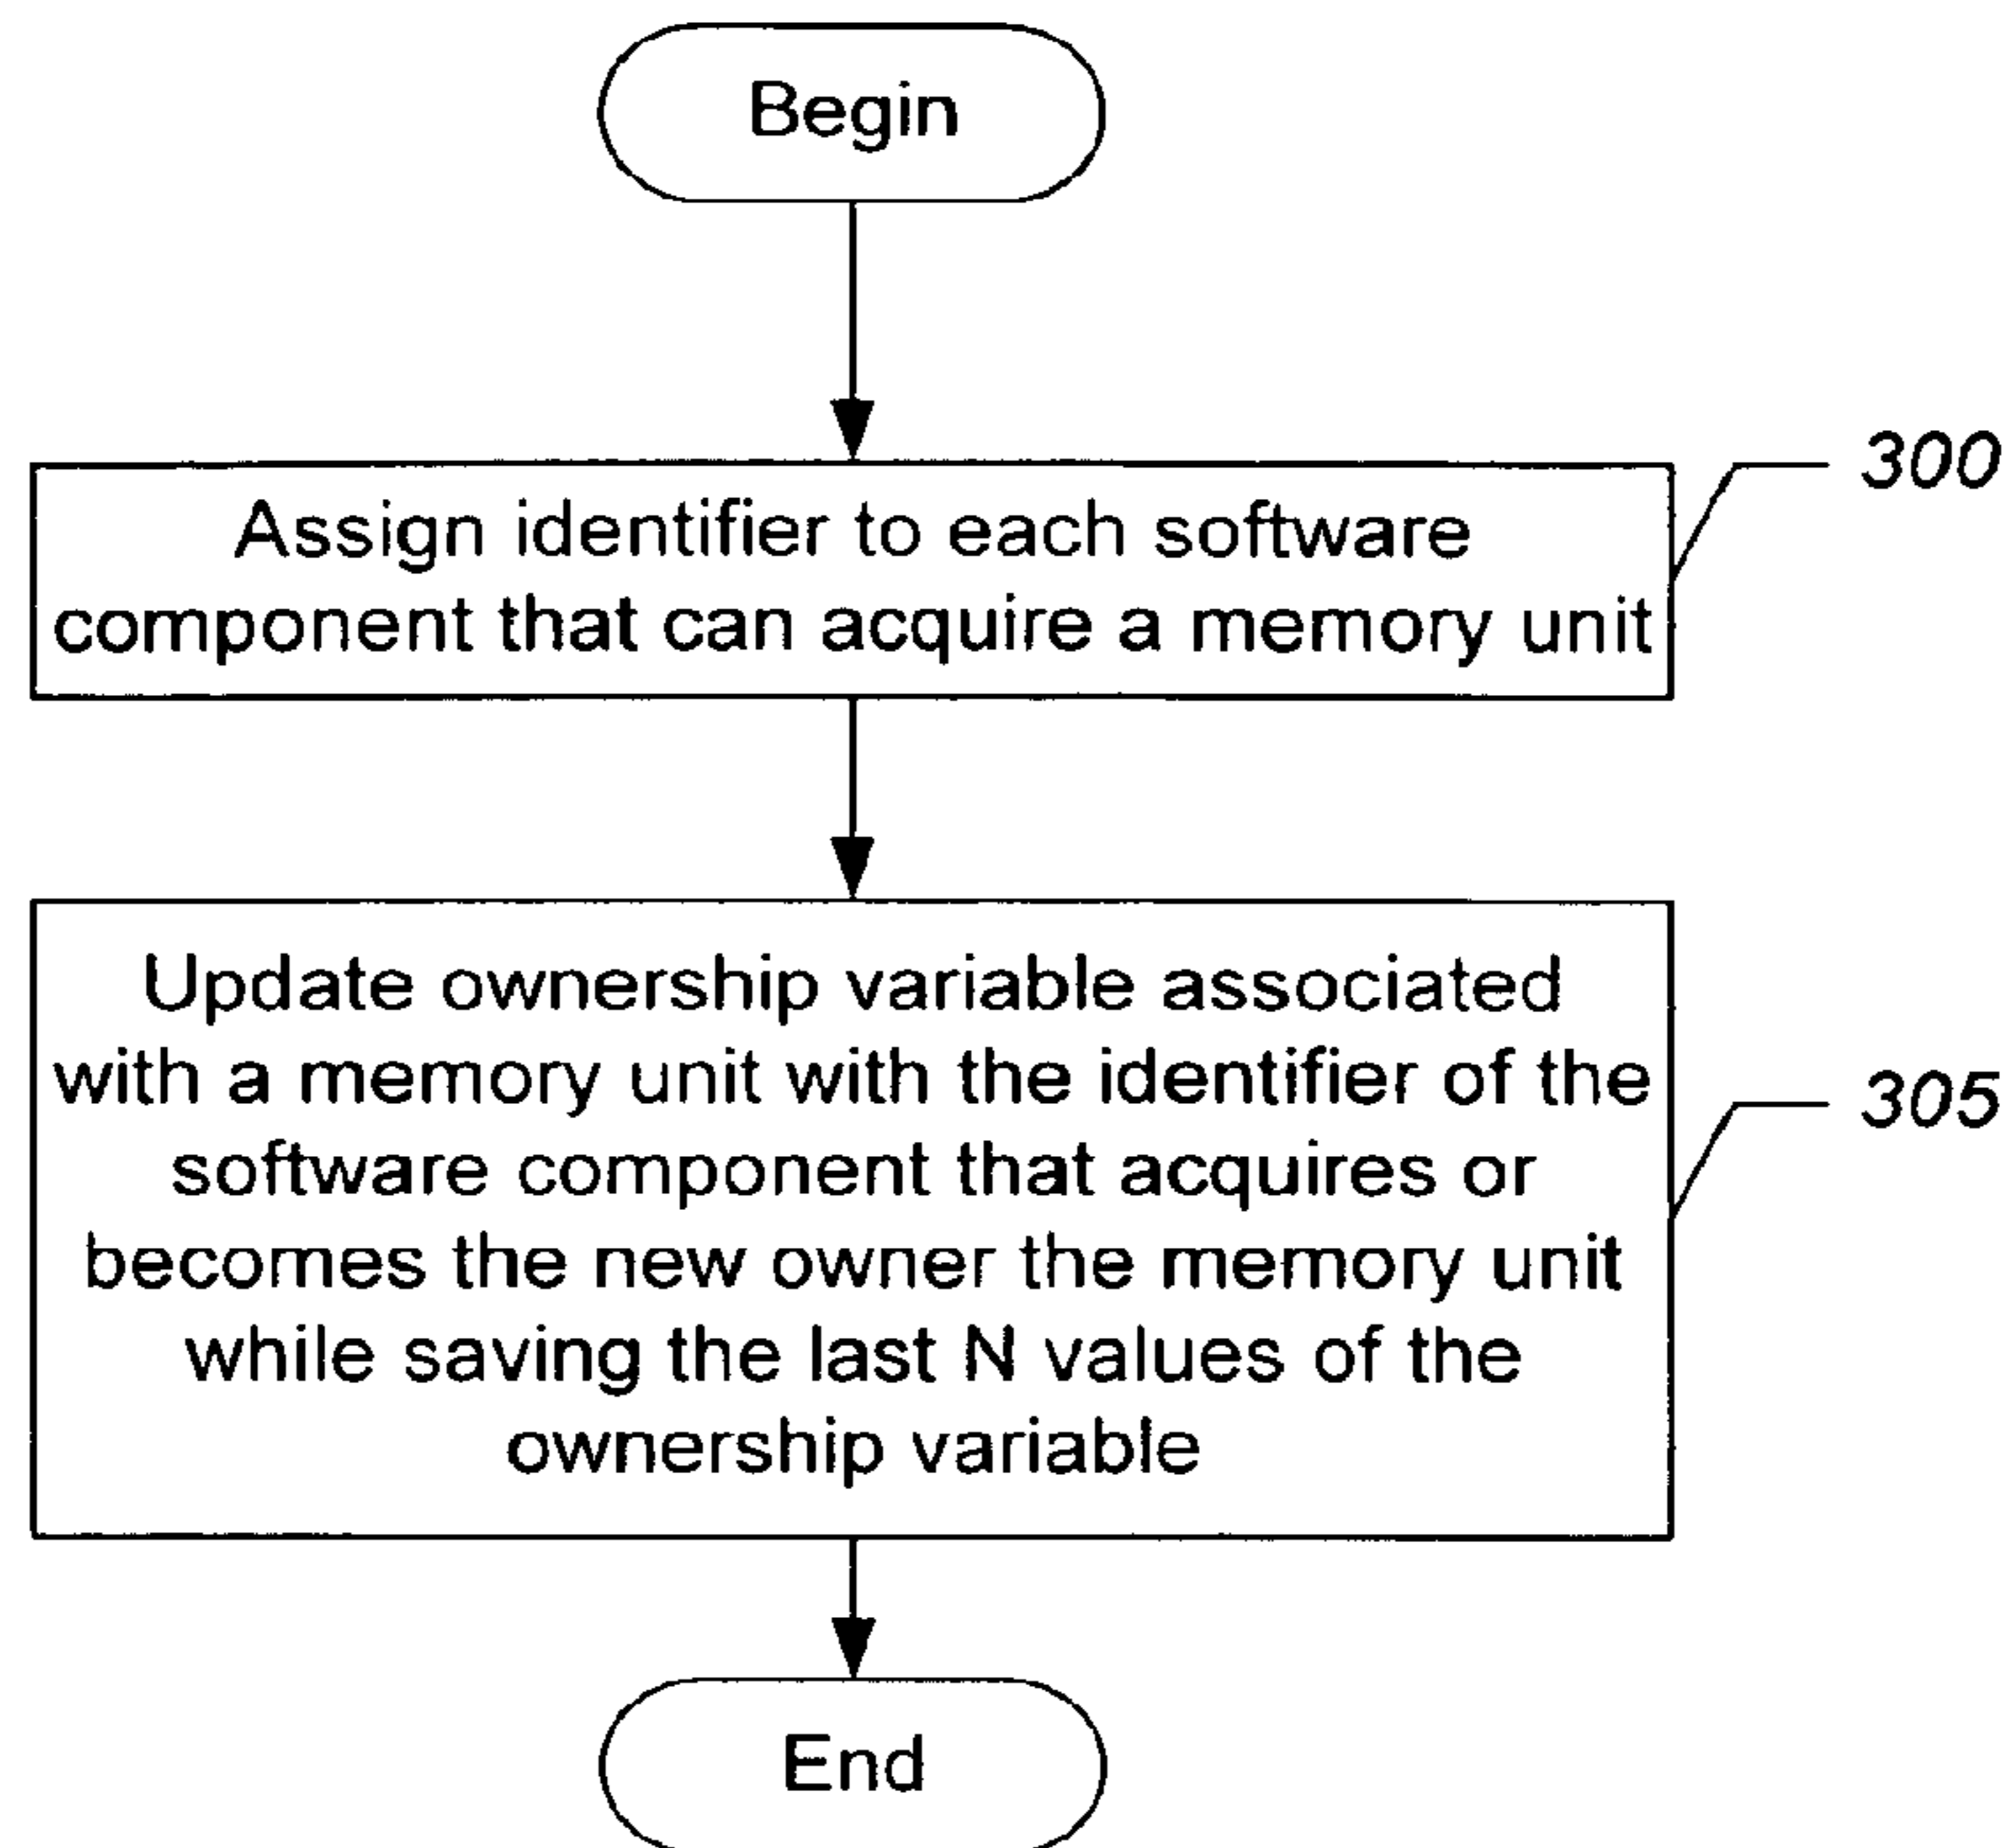 Begin
300
Assign identifier to each software
component that can acquire a memory unit
Update ownership variable associated
with a memory unit with the identifier of the
305
software component that acquires or
becomes the new owner the memory unit
while saving the last N values of the
ownership variable
End